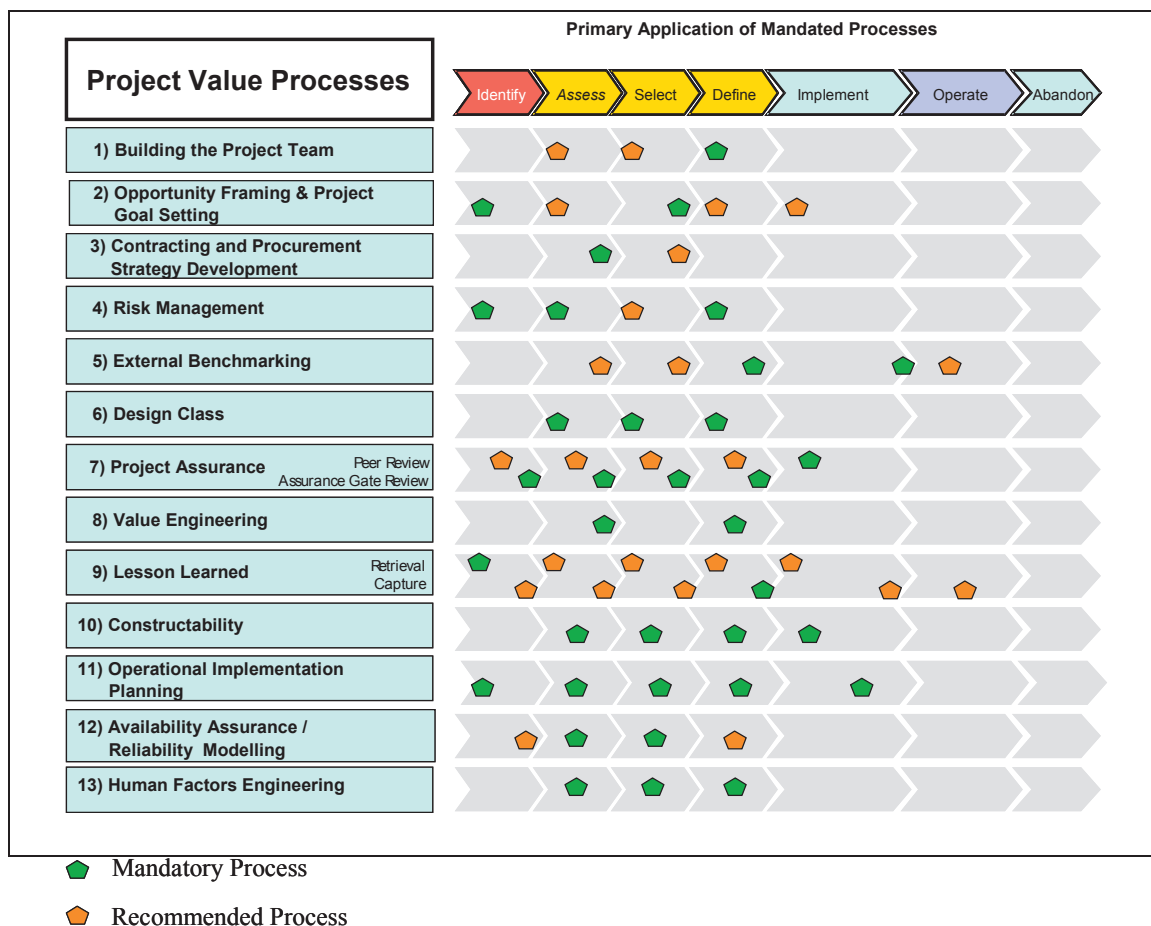 Primary Application of Mandated Processes
Project Value Processes
Identify
Assess
Select
Define
Implement
Operate
Abandon
1) Building the Project Team
2) Opportunity Framing & Project
Goal Setting
3) Contracting and Procurement
Strategy Development
4) Risk Management
5) External Benchmarking
6) Design Class
7) Project Assurance
Peer Review
Assurance Gate Review
8) Value Engineering
9) Lesson Learned
Retrieval
Capture
10) Constructability
11) Operational Implementation
Planning
12) Availability Assurance /
Reliability Modelling
13) Human Factors Engineering
Mandatory Process
Recommended Process